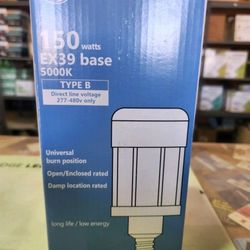 150 watts
EX39 base
5000K
TYPE B
Direct line voltage
277-480v only
Universal
burn position
Open/Enclosed rated
Damp location rated
long life / low energy